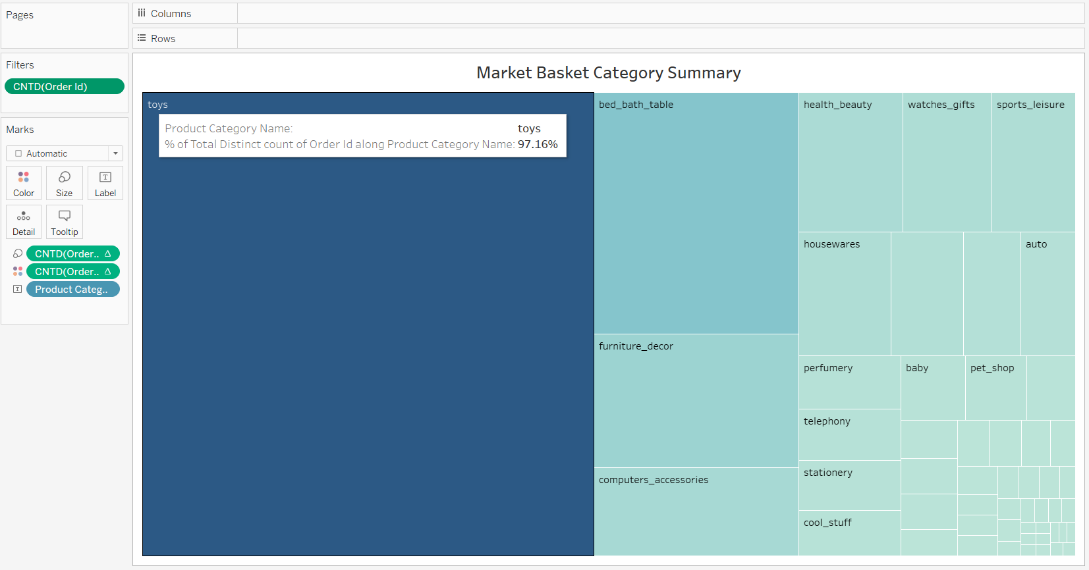 Pages
Columns
Rows
Filters
CNTD(Order Id)
Marks
Automatic
Color
Size
Label
Detail
Tooltip
CNTD(Order.. Δ
CNTD(Order.. Δ
Product Categ..
Market Basket Category Summary
toys
Product Category Name: toys
% of Total Distinct count of Order Id along Product Category Name: 97.16%
bed_bath_table
furniture_decor
computers_accessories
health_beauty
watches_gifts
sports_leisure
housewares
auto
perfumery
baby
pet_shop
telephony
stationery
cool_stuff